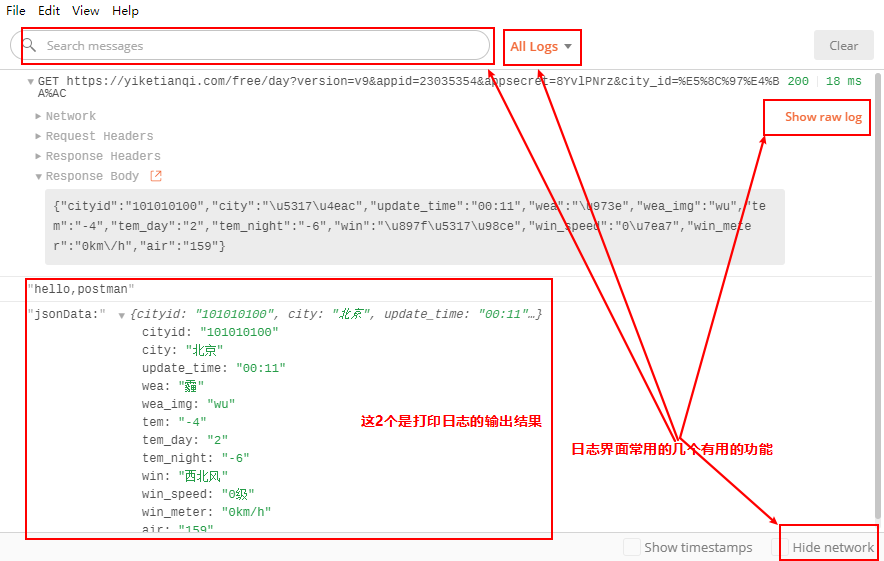 File Edit View Help
Search messages
All Logs
Clear
GET https://yiketianqi.com/free/day?version=v9&appid=23035354&appsecret=8YvlPNrz&city_id=%E5%8C%97%E4%B 200 18 ms
A%AC
Network
Show raw log
Request Headers
Response Headers
Response Body
{"cityid":"101010100","city":"\u5317\u4eac","update_time":"00:11","wea":"\u973e","wea_img":"wu","te
m":"-4","tem_day":"2","tem_night":"-6","win":"\u897f\u5317\u98ce","win_speed":"0\u7ea7","win_mete
r":"0km\/h","air":"159"}
"hello,postman"
"jsonData:" {cityid: "101010100", city: "北京", update_time: "00:11"…}
cityid: "101010100"
city: "北京"
update_time: "00:11"
wea: "霾"
wea_img: "wu"
tem: "-4"
这2个是打印日志的输出结果
tem_day: "2"
日志界面常用的几个有用的功能
tem_night: "-6"
win: "西北风"
win_speed: "0级"
win_meter: "0km/h"
air: "159"
Show timestamps Hide network